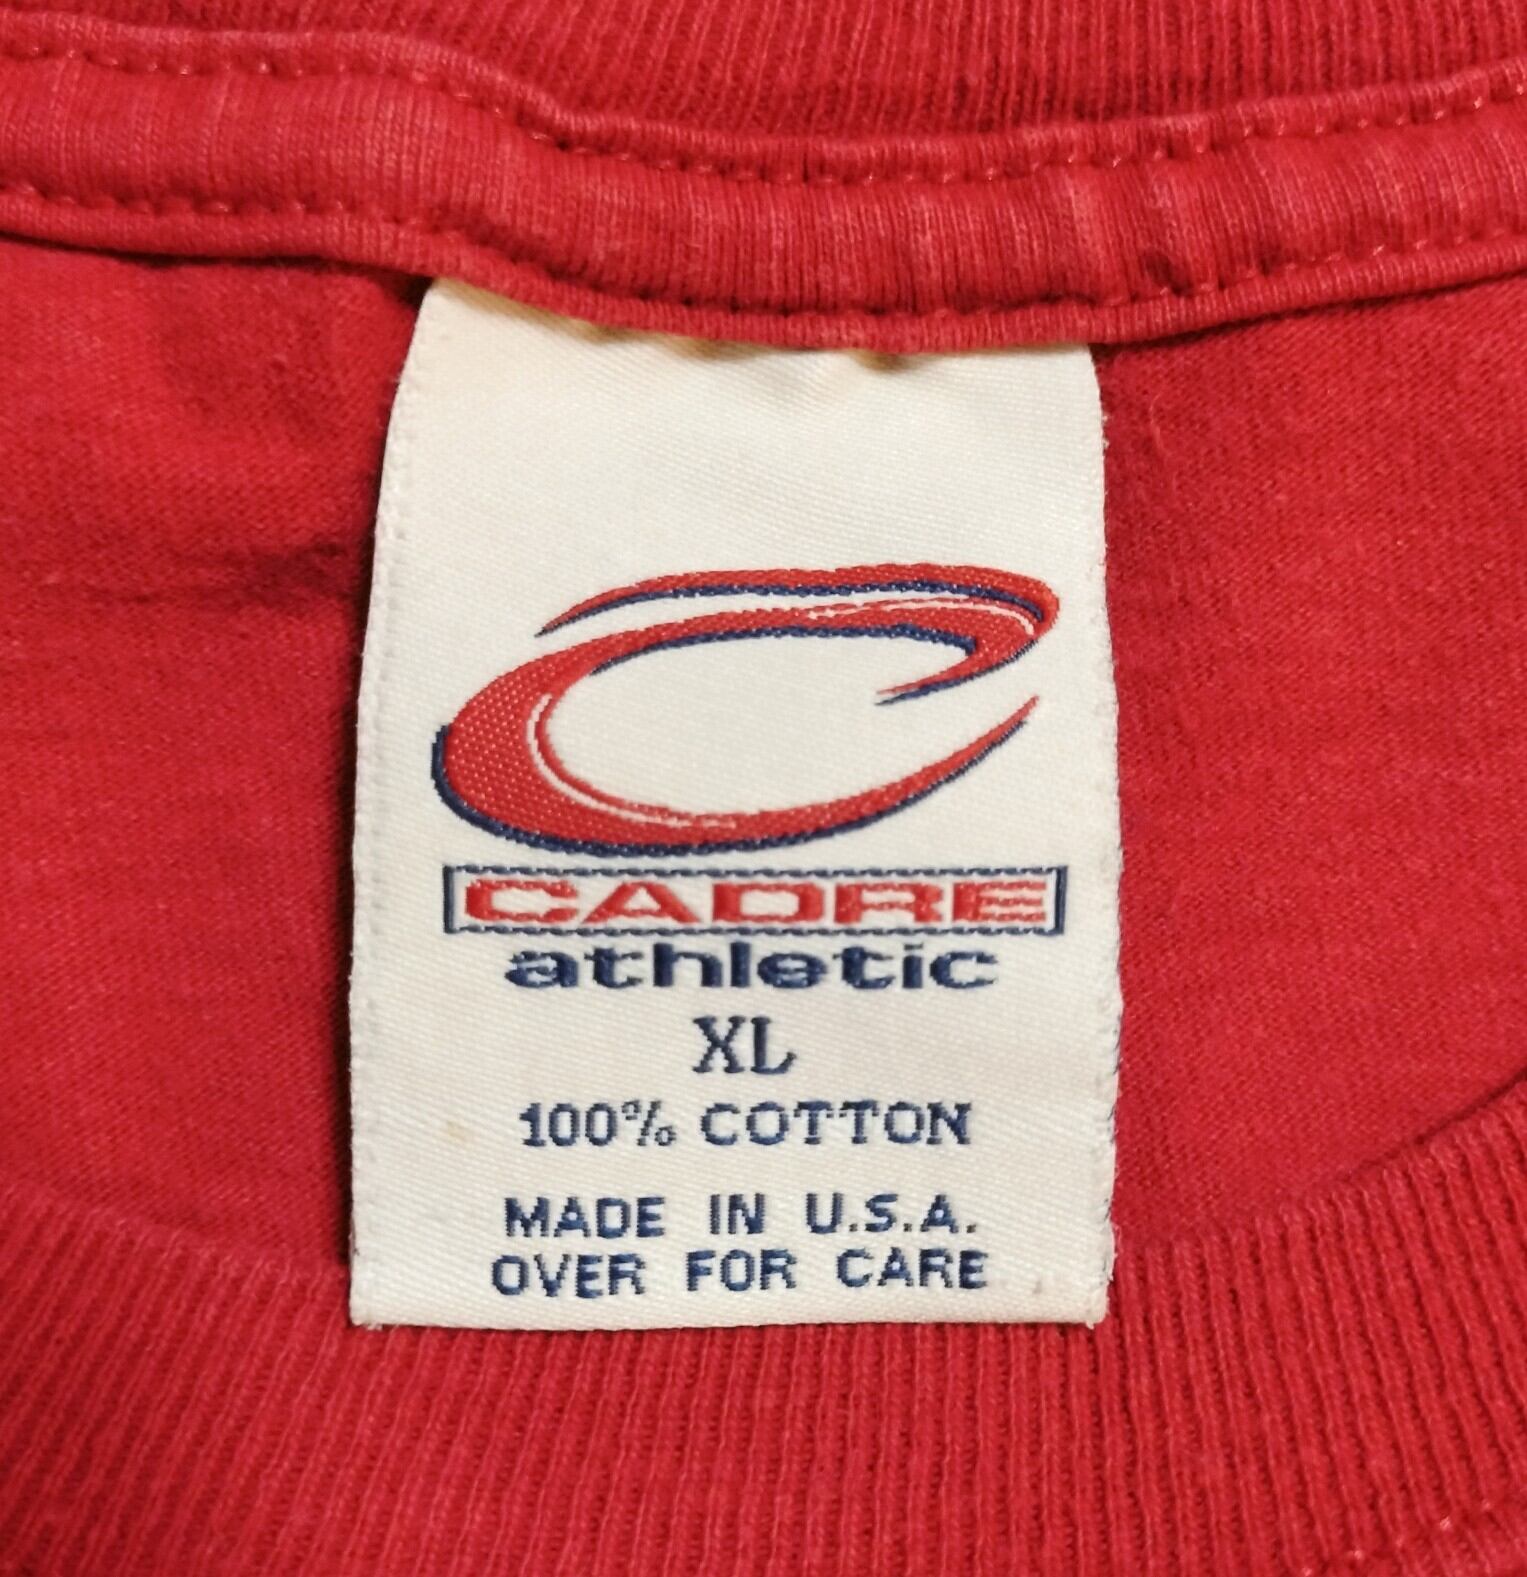 CADRE
athletic
XL
100% COTTON
MADE IN U.S.A.
OVER FOR CARE